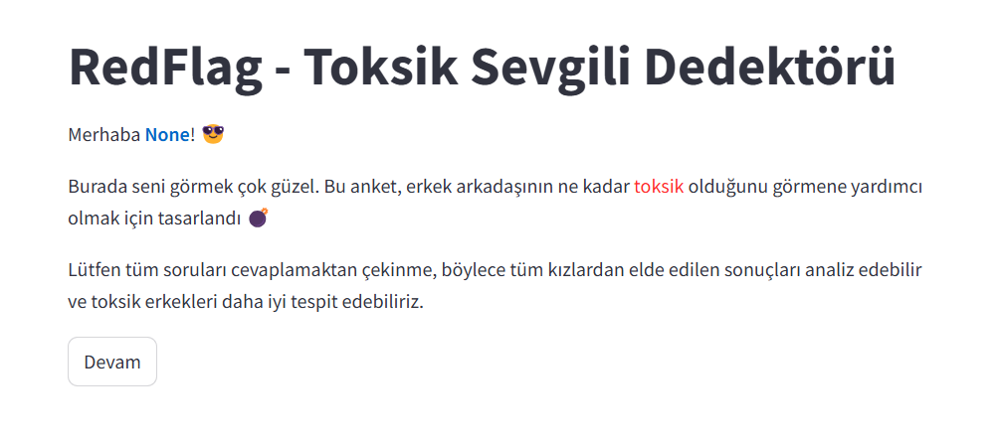 RedFlag - Toksik Sevgili Dedektörü
Merhaba None! 😎
Burada seni görmek çok güzel. Bu anket, erkek arkadaşının ne kadar toksik olduğunu görmene yardımcı
olmak için tasarlandı 💣
Lütfen tüm soruları cevaplamaktan çekinme, böylece tüm kızlardan elde edilen sonuçları analiz edebilir
ve toksik erkekleri daha iyi tespit edebiliriz.
Devam